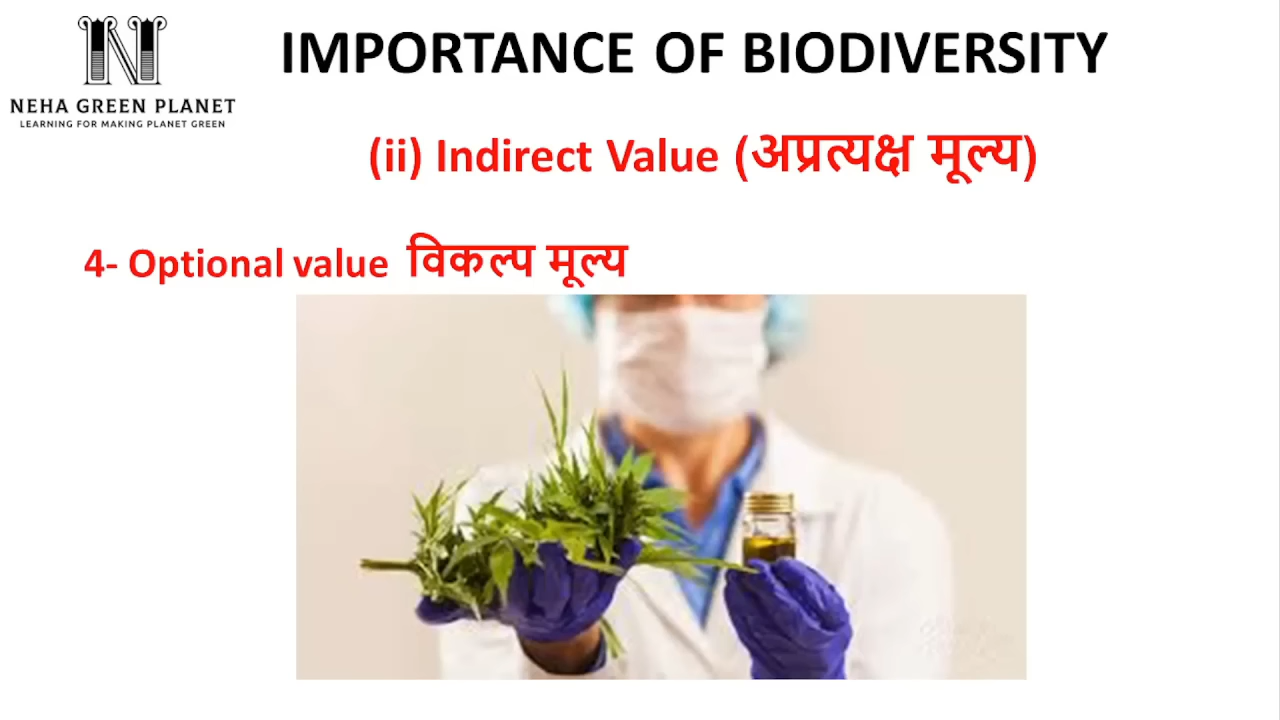 IMPORTANCE OF BIODIVERSITY
NEHA GREEN PLANET
LEARNING FOR MAKING PLANET GREEN
(ii) Indirect Value (अप्रत्यक्ष मूल्य)
4- Optional value विकल्प मूल्य